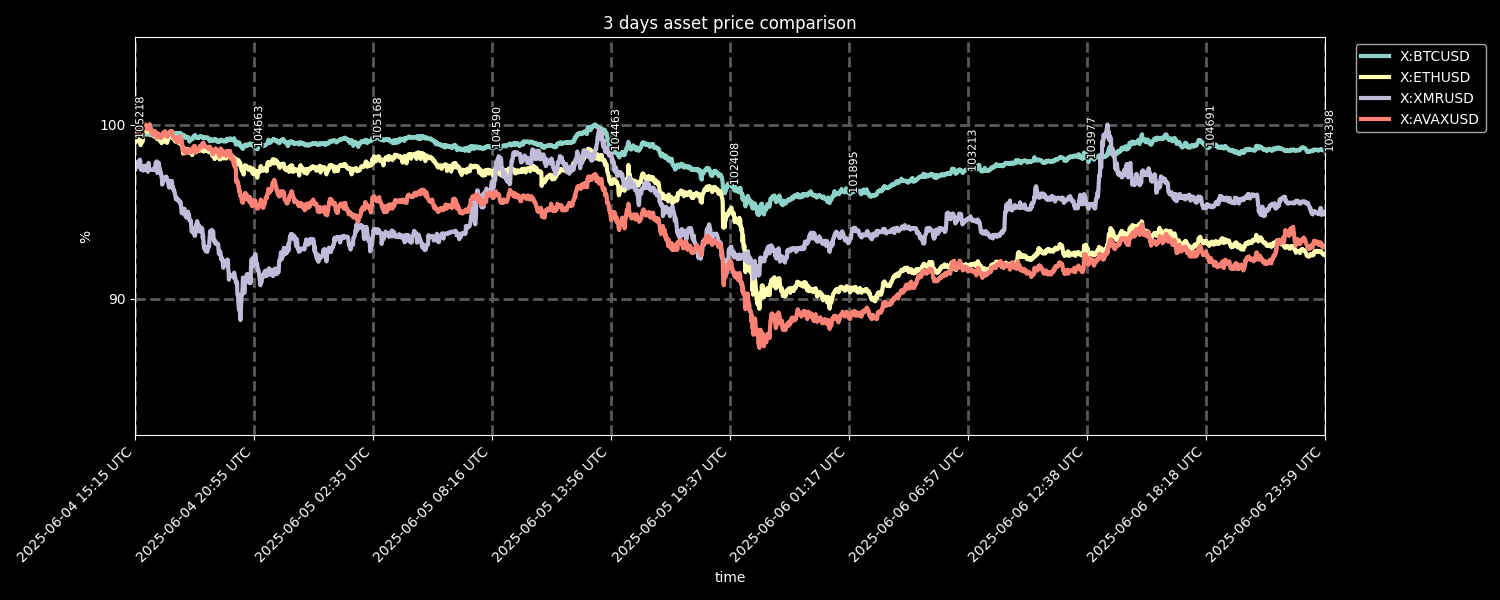 3 days asset price comparison
X:BTCUSD
X:ETHUSD
X:XMRUSD
X:AVAXUSD
%
100
90
105218
104663
105168
104590
104463
102408
101895
103213
103977
104691
104398
2025-06-04 15:15 UTC
2025-06-04 20:55 UTC
2025-06-05 02:35 UTC
2025-06-05 08:16 UTC
2025-06-05 13:56 UTC
2025-06-05 19:37 UTC
2025-06-06 01:17 UTC
2025-06-06 06:57 UTC
2025-06-06 12:38 UTC
2025-06-06 18:18 UTC
2025-06-06 23:59 UTC
time